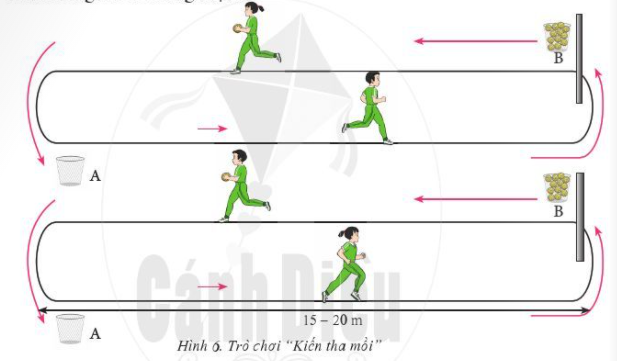 B
A
B
A
15 – 20 m
Hình 6. Trò chơi "Kiến tha mồi"
Cánh Diều